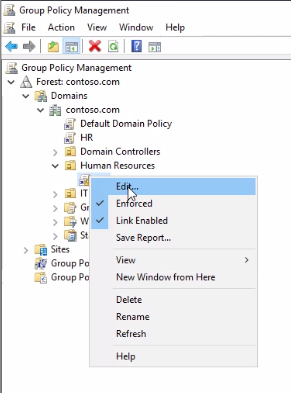 Group Policy Management
File Action View Window Help
Group Policy Management
Forest: contoso.com
Domains
contoso.com
Default Domain Policy
HR
Domain Controllers
Human Resources
Edit...
IT
Enforced
Link Enabled
Save Report...
Sites
View
Group Po
New Window from Here
Group Po
Delete
Rename
Refresh
Help